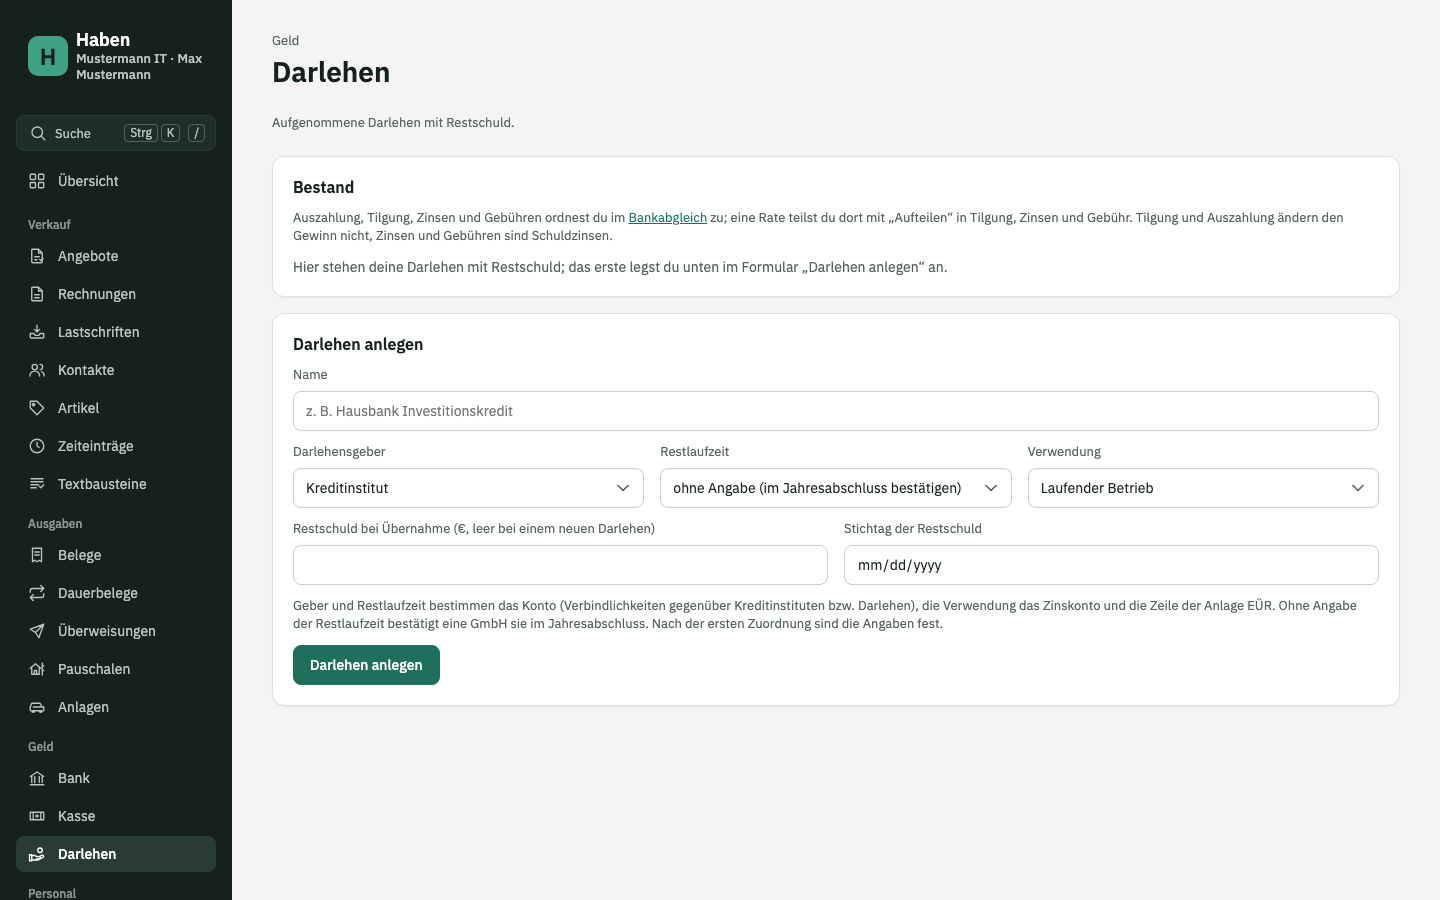 H
Haben
Mustermann IT · Max
Mustermann
Suche Strg K /
Übersicht
Verkauf
Angebote
Rechnungen
Lastschriften
Kontakte
Artikel
Zeiteinträge
Textbausteine
Ausgaben
Belege
Dauerbelege
Überweisungen
Pauschalen
Anlagen
Geld
Bank
Kasse
Darlehen
Personal
Geld
Darlehen
Aufgenommene Darlehen mit Restschuld.
Bestand
Auszahlung, Tilgung, Zinsen und Gebühren ordnest du im Bankabgleich zu; eine Rate teilst du dort mit „Aufteilen“ in Tilgung, Zinsen und Gebühr. Tilgung und Auszahlung ändern den
Gewinn nicht, Zinsen und Gebühren sind Schuldzinsen.
Hier stehen deine Darlehen mit Restschuld; das erste legst du unten im Formular „Darlehen anlegen“ an.
Darlehen anlegen
Name
z. B. Hausbank Investitionskredit
Darlehensgeber Restlaufzeit Verwendung
Kreditinstitut ohne Angabe (im Jahresabschluss bestätigen) Laufender Betrieb
Restschuld bei Übernahme (€, leer bei einem neuen Darlehen) Stichtag der Restschuld
mm/dd/yyyy
Geber und Restlaufzeit bestimmen das Konto (Verbindlichkeiten gegenüber Kreditinstituten bzw. Darlehen), die Verwendung das Zinskonto und die Zeile der Anlage EÜR. Ohne Angabe
der Restlaufzeit bestätigt eine GmbH sie im Jahresabschluss. Nach der ersten Zuordnung sind die Angaben fest.
Darlehen anlegen